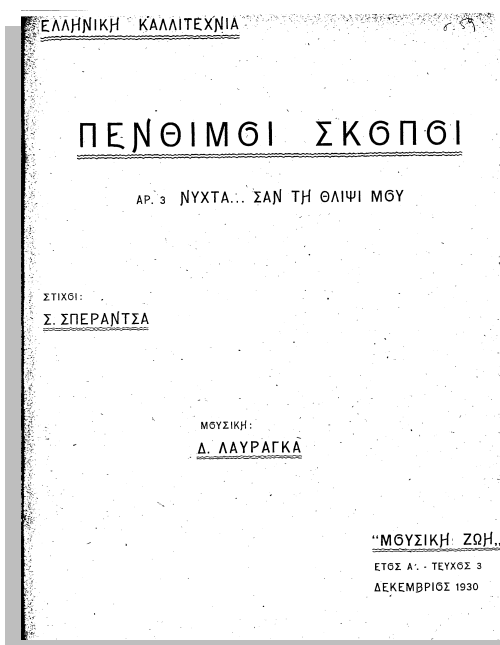 ΕΛΛΗΝΙΚΗ ΚΑΛΛΙΤΕΧΝΙΑ
ΠΕΝΘΙΜΟΙ ΣΚΟΠΟΙ
ΑΡ. 3 ΝΥΧΤΑ... ΣΑΝ ΤΗ ΘΛΙΨΙ ΜΟΥ
ΣΤΙΧΟΙ:
Σ. ΣΠΕΡΑΝΤΣΑ
ΜΟΥΣΙΚΗ:
Δ. ΛΑΥΡΑΓΚΑ
“ΜΟΥΣΙΚΗ ΖΩΗ„
ΕΤΟΣ Α΄. - ΤΕΥΧΟΣ 3
ΔΕΚΕΜΒΡΙΟΣ 1930